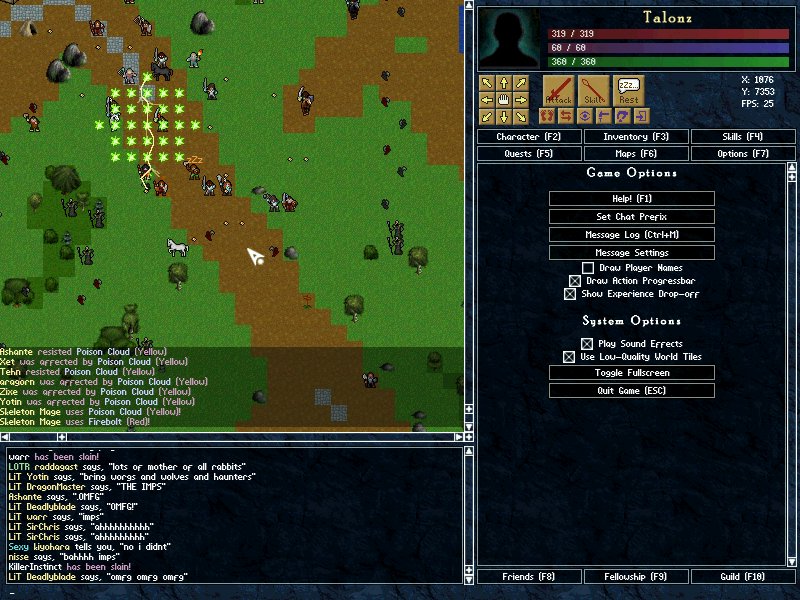 Talonz
319 / 319
60 / 60
360 / 360
Attack
Skills
zZz...
Rest
X: 1076
Y: 7353
FPS: 25
Character (F2)
Inventory (F3)
Skills (F4)
Quests (F5)
Maps (F6)
Options (F7)
Game Options
Help! (F1)
Set Chat Prefix
Message Log (Ctrl+M)
Message Settings
Draw Player Names
Draw Action Progressbar
Show Experience Drop-off
System Options
Play Sound Effects
Use Low-Quality World Tiles
Toggle Fullscreen
Quit Game (ESC)
Friends (F8)
Fellowship (F9)
Guild (F10)
zZz
Ashante resisted Poison Cloud (Yellow)
Xet was affected by Poison Cloud (Yellow)
Tehn resisted Poison Cloud (Yellow)
aragorn was affected by Poison Cloud (Yellow)
Zixe was affected by Poison Cloud (Yellow)
Yotin was affected by Poison Cloud (Yellow)
Skeleton Mage uses Poison Cloud (Yellow)!
Skeleton Mage uses Firebolt (Red)!
warr has been slain!
LOTR raddagast says, "lots of mother of all rabbits"
LiT Yotin says, "bring worgs and wolves and haunters"
LiT DragonMaster says, "THE IMPS"
Ashante says, ".OMFG"
LiT Deadlyblade says, "OMFG!"
LiT warr says, "imps"
LiT SirChris says, "ahhhhhhhhhh"
LiT SirChris says, "ahhhhhhhhh"
Sexy kiyohara tells you, "no i didnt"
nisse says, "bahhhh imps"
KillerInstinct has been slain!
LiT Deadlyblade says, "omfg omfg omfg"